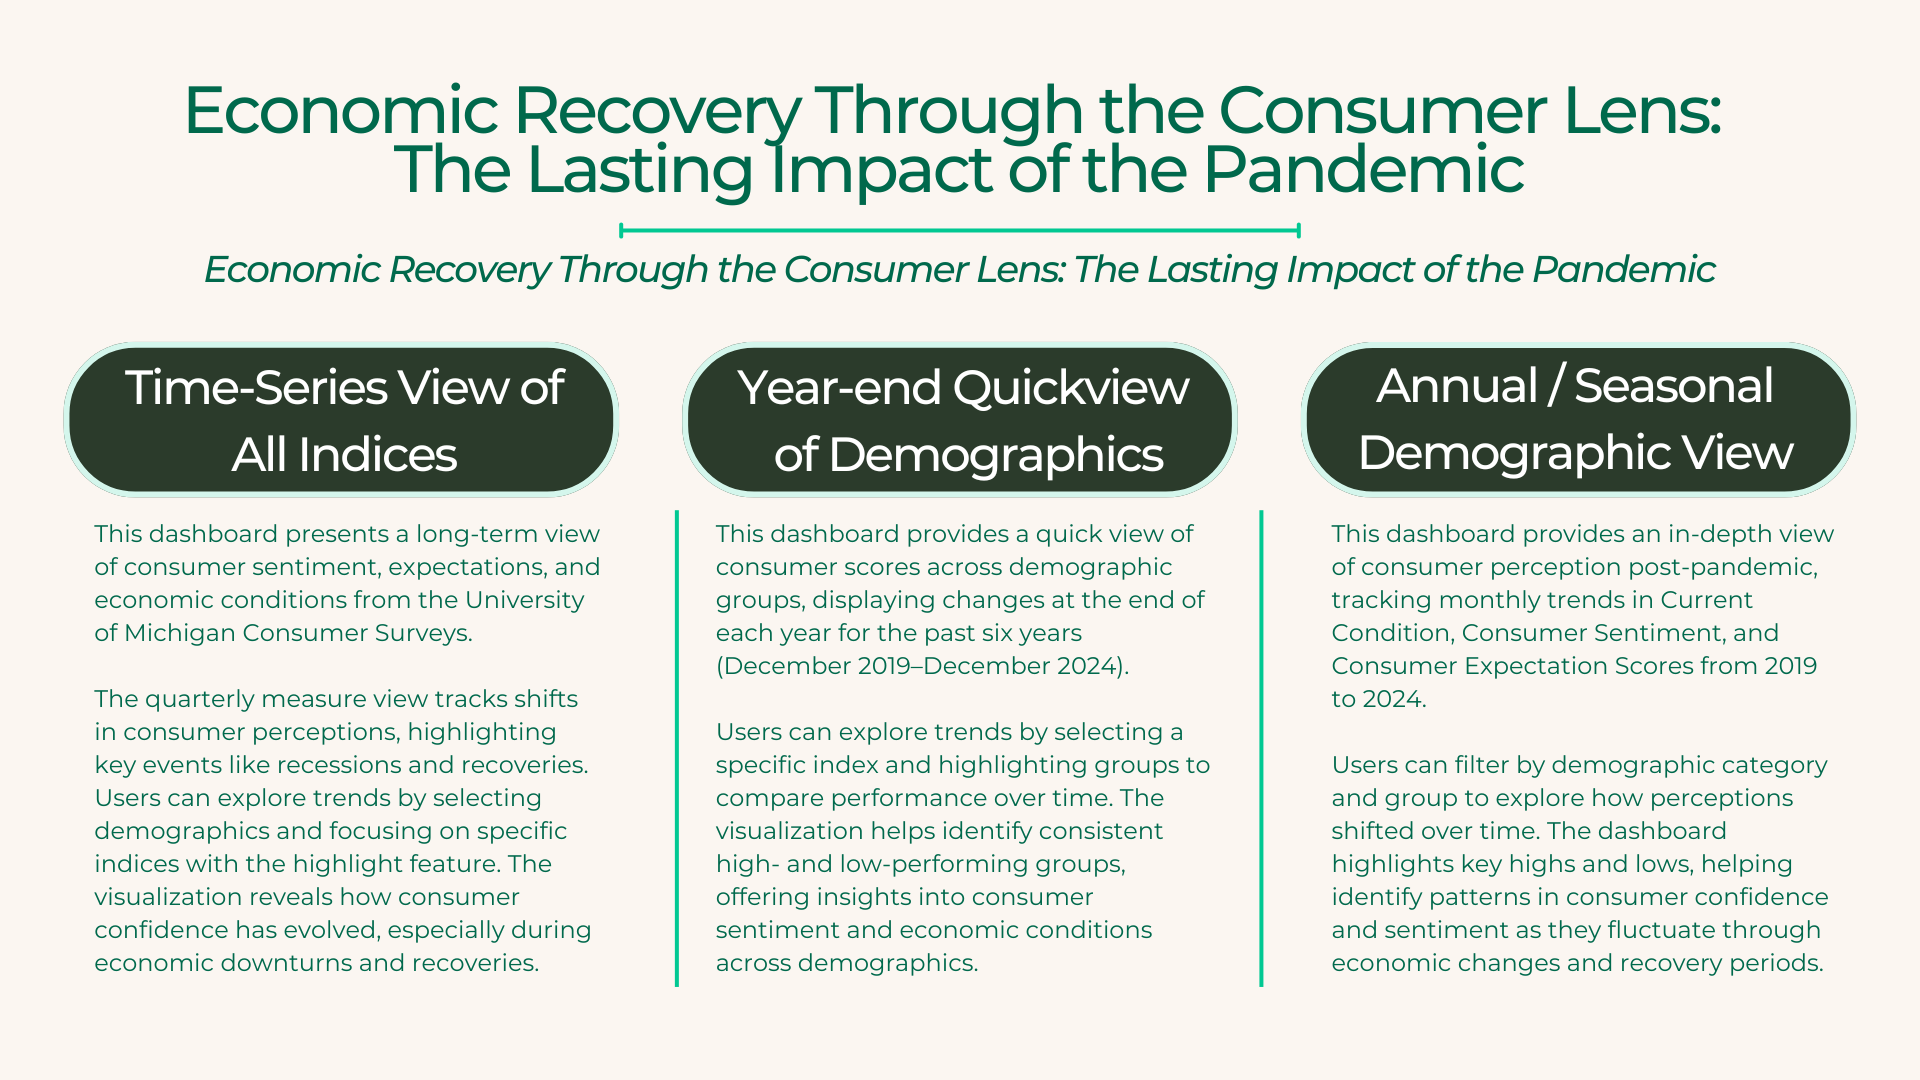 Economic Recovery Through the Consumer Lens:
The Lasting Impact of the Pandemic
Economic Recovery Through the Consumer Lens: The Lasting Impact of the Pandemic
Time-Series View of
All Indices
This dashboard presents a long-term view
of consumer sentiment, expectations, and
economic conditions from the University
of Michigan Consumer Surveys.
The quarterly measure view tracks shifts
in consumer perceptions, highlighting
key events like recessions and recoveries.
Users can explore trends by selecting
demographics and focusing on specific
indices with the highlight feature. The
visualization reveals how consumer
confidence has evolved, especially during
economic downturns and recoveries.
Year-end Quickview
of Demographics
This dashboard provides a quick view of
consumer scores across demographic
groups, displaying changes at the end of
each year for the past six years
(December 2019–December 2024).
Users can explore trends by selecting a
specific index and highlighting groups to
compare performance over time. The
visualization helps identify consistent
high- and low-performing groups,
offering insights into consumer
sentiment and economic conditions
across demographics.
Annual / Seasonal
Demographic View
This dashboard provides an in-depth view
of consumer perception post-pandemic,
tracking monthly trends in Current
Condition, Consumer Sentiment, and
Consumer Expectation Scores from 2019
to 2024.
Users can filter by demographic category
and group to explore how perceptions
shifted over time. The dashboard
highlights key highs and lows, helping
identify patterns in consumer confidence
and sentiment as they fluctuate through
economic changes and recovery periods.